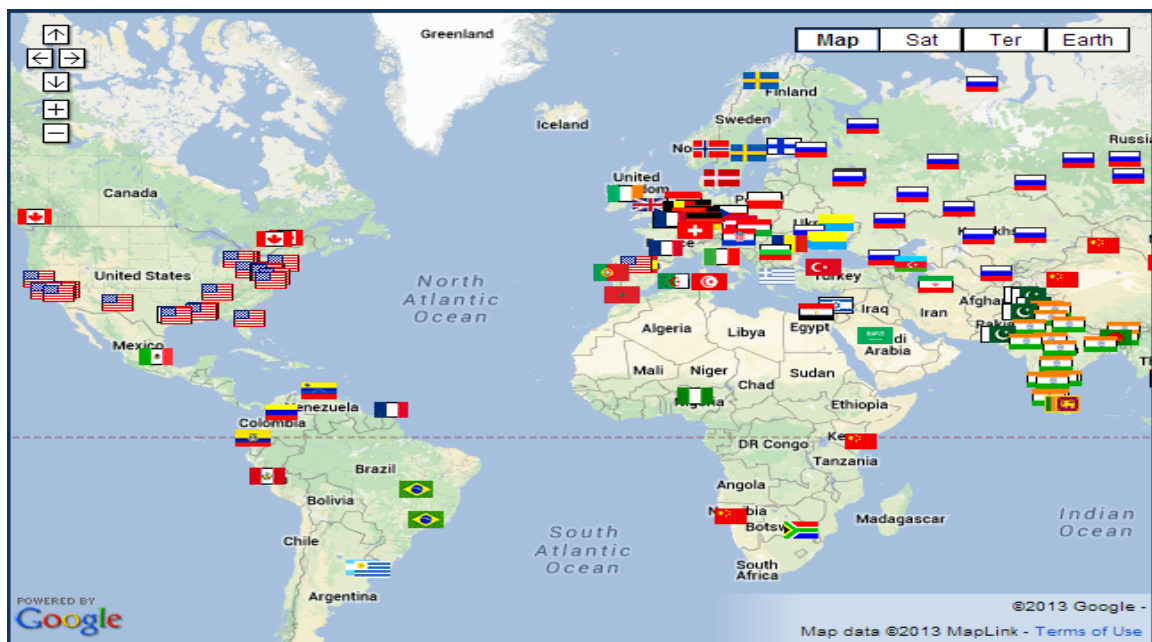 Greenland
Map Sat Ter Earth
Finland
Iceland
Sweden
Russia
United
Canada
United States
North
Atlantic
Ocean
Turkey
Iraq
Iran
Algeria
Libya
Egypt
Arabia
Mexico
Mali
Niger
Chad
Sudan
Ethiopia
Colombia
DR Congo
Tanzania
Brazil
Angola
Bolivia
Madagascar
Indian
Ocean
South
Atlantic
Ocean
Chile
South
Africa
Argentina
POWERED BY
Google
©2013 Google -
Map data ©2013 MapLink - Terms of Use